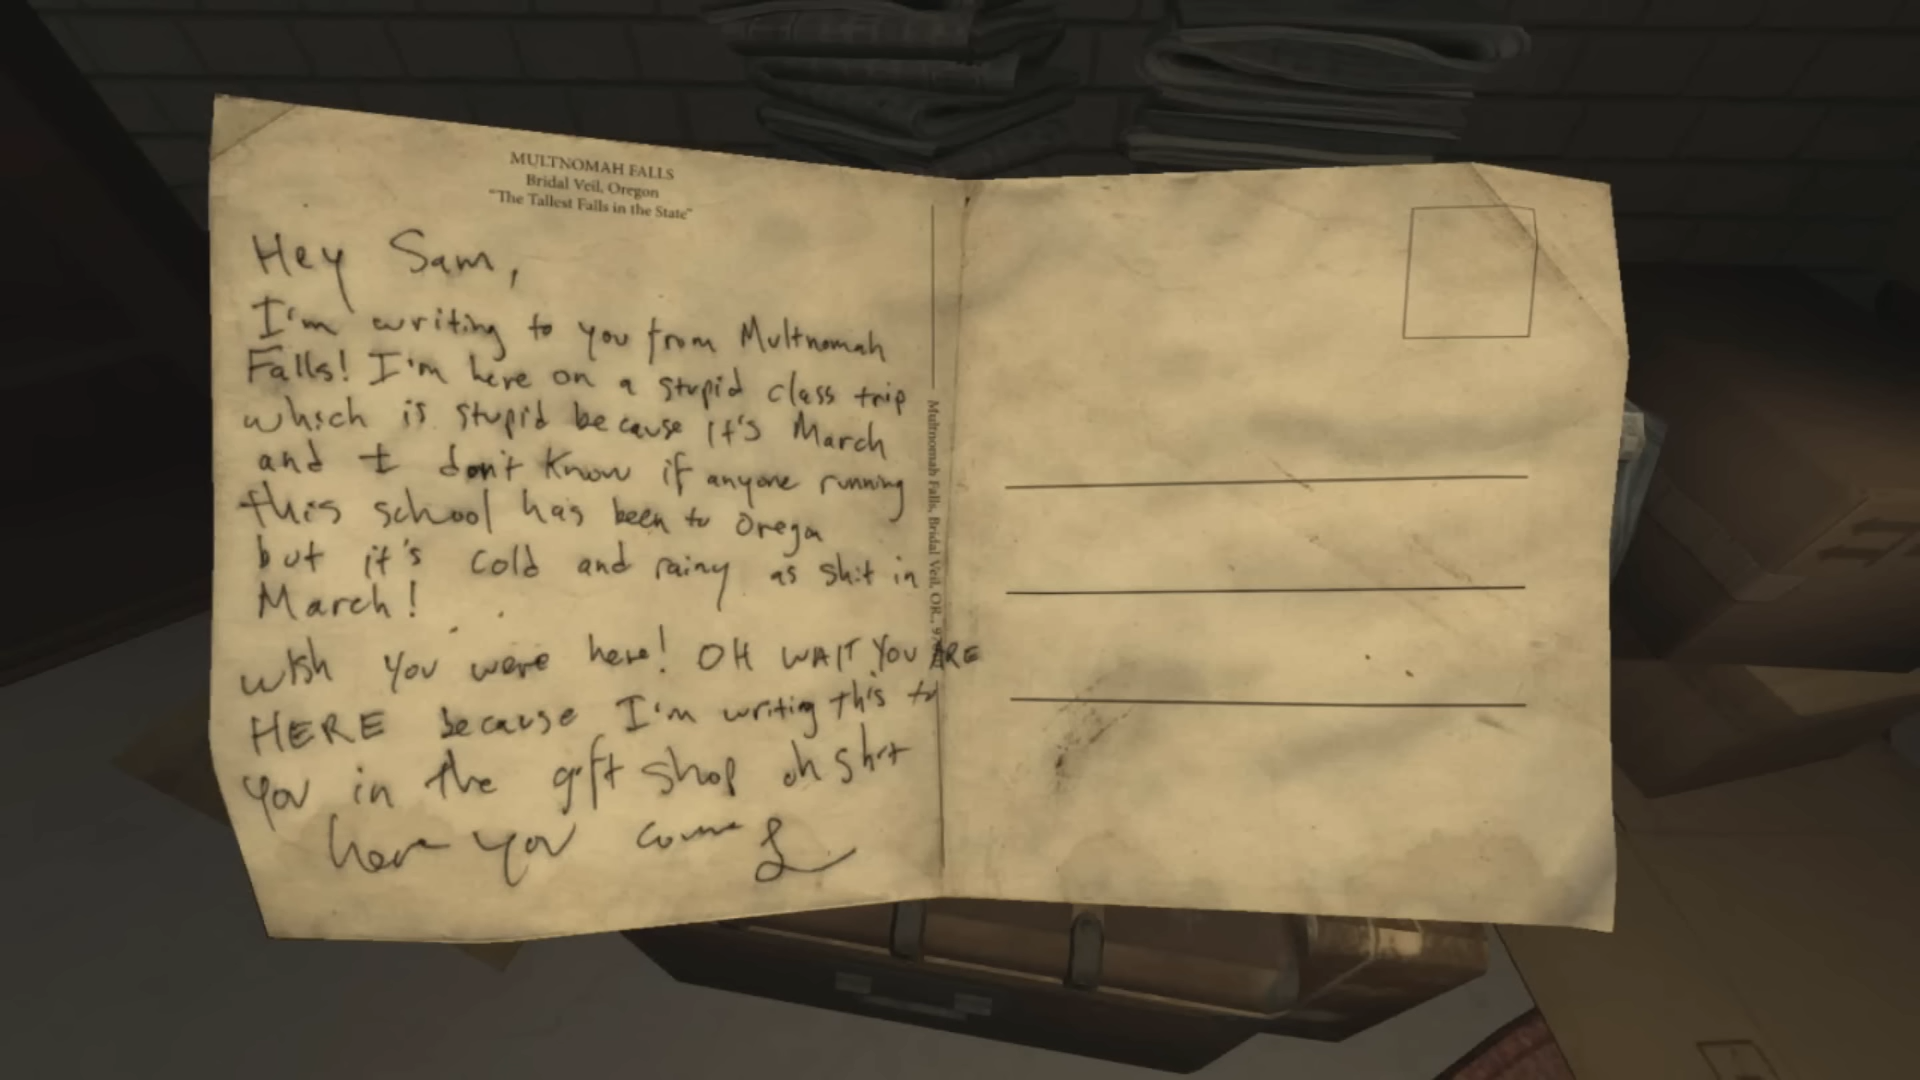 MULTNOMAH FALLS
Bridal Veil, Oregon
"The Tallest Falls in the State"
Hey Sam,
I'm writing to you from Multnomah
Falls! I'm here on a stupid class trip
which is stupid because it's March
and I don't know if anyone running
this school has been to Oregon
but it's cold and rainy as shit in
March!
wish you were here! OH WAIT YOU ARE
HERE because I'm writing this to
you in the gift shop oh shit
here you come
Multnomah Falls, Bridal Veil, OR,